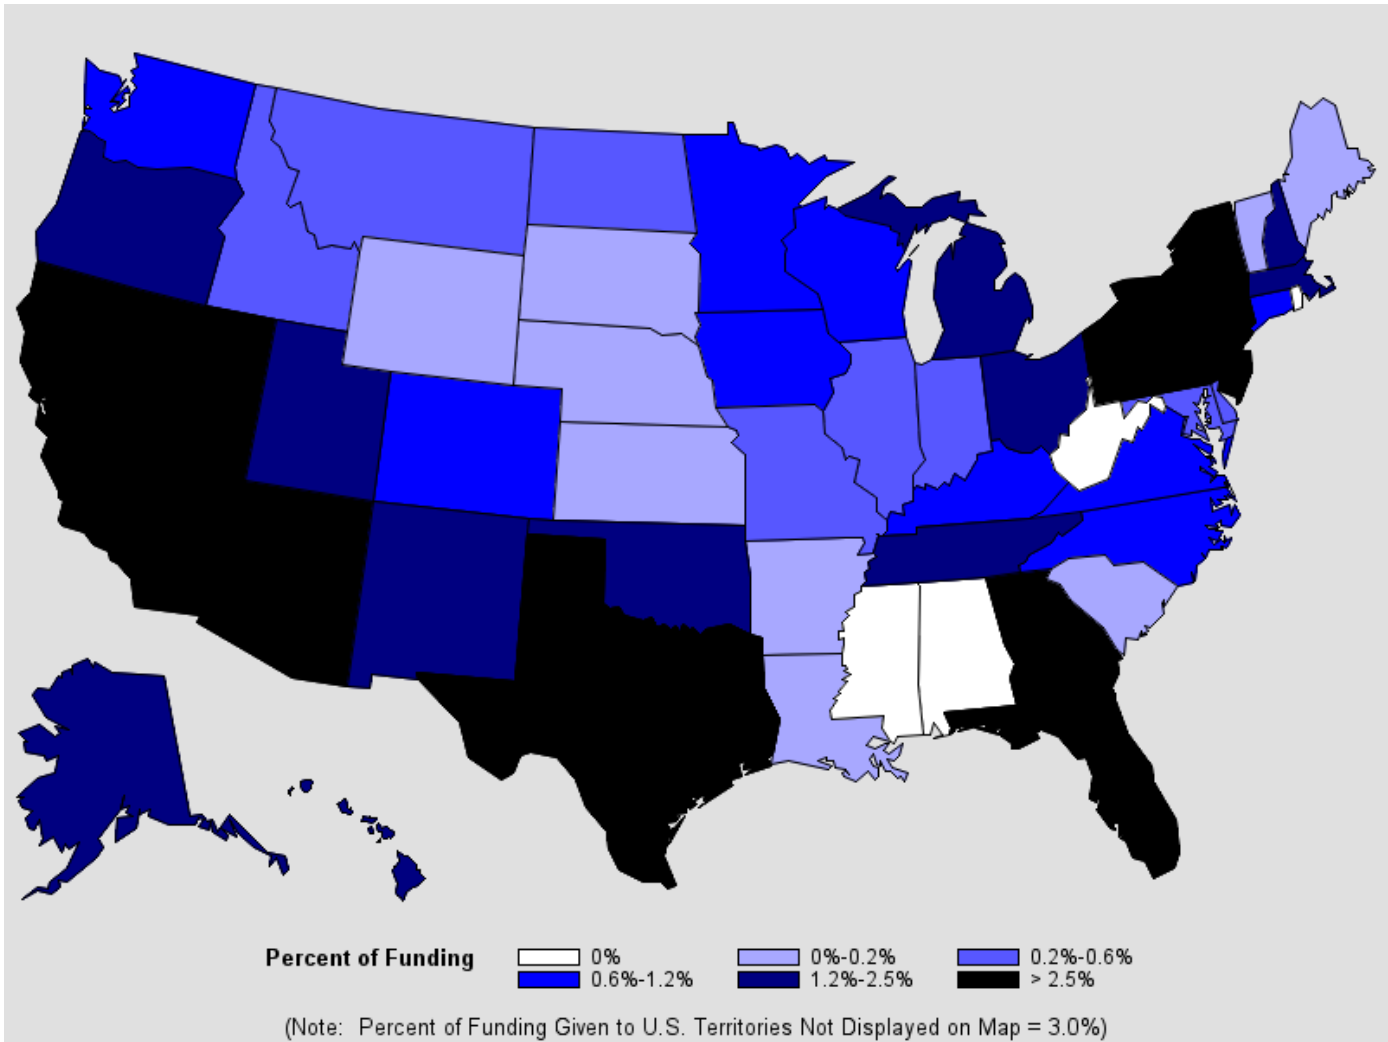 Percent of Funding 0% 0%-0.2% 0.2%-0.6%
0.6%-1.2% 1.2%-2.5% > 2.5%
(Note: Percent of Funding Given to U.S. Territories Not Displayed on Map = 3.0%)